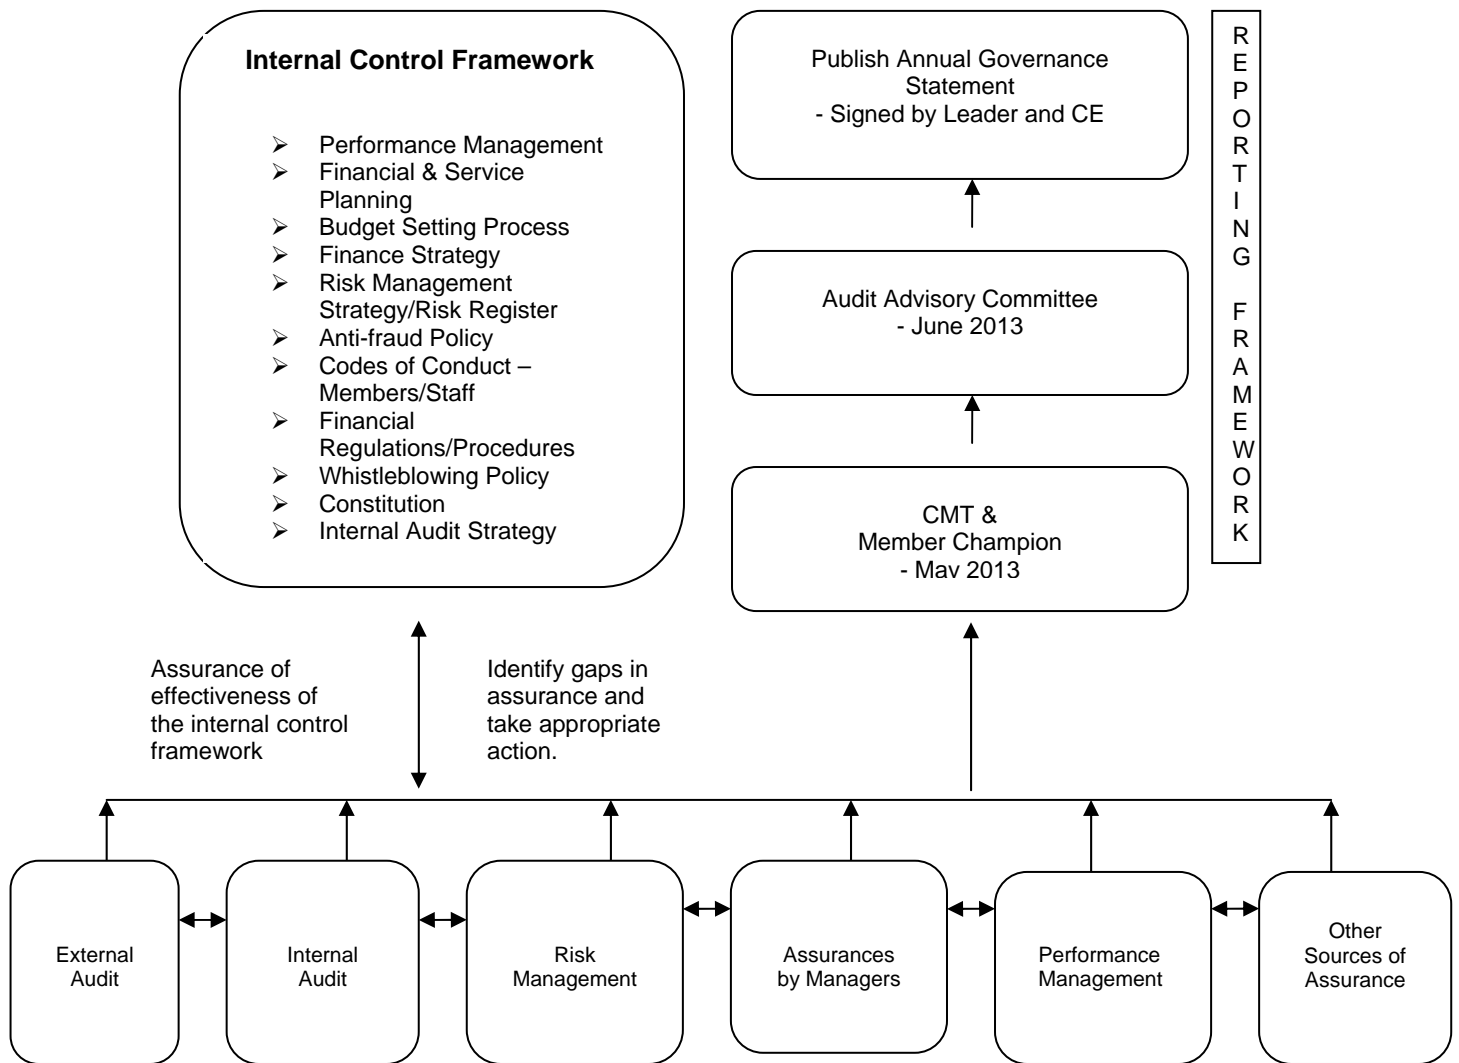 Internal Control Framework
➢ Performance Management
➢ Financial & Service
Planning
➢ Budget Setting Process
➢ Finance Strategy
➢ Risk Management
Strategy/Risk Register
➢ Anti-fraud Policy
➢ Codes of Conduct –
Members/Staff
➢ Financial
Regulations/Procedures
➢ Whistleblowing Policy
➢ Constitution
➢ Internal Audit Strategy
Publish Annual Governance
Statement
- Signed by Leader and CE
Audit Advisory Committee
- June 2013
CMT &
Member Champion
- May 2013
R
E
P
O
R
T
I
N
G
F
R
A
M
E
W
O
R
K
Assurance of
effectiveness of
the internal control
framework
Identify gaps in
assurance and
take appropriate
action.
External
Audit
Internal
Audit
Risk
Management
Assurances
by Managers
Performance
Management
Other
Sources of
Assurance